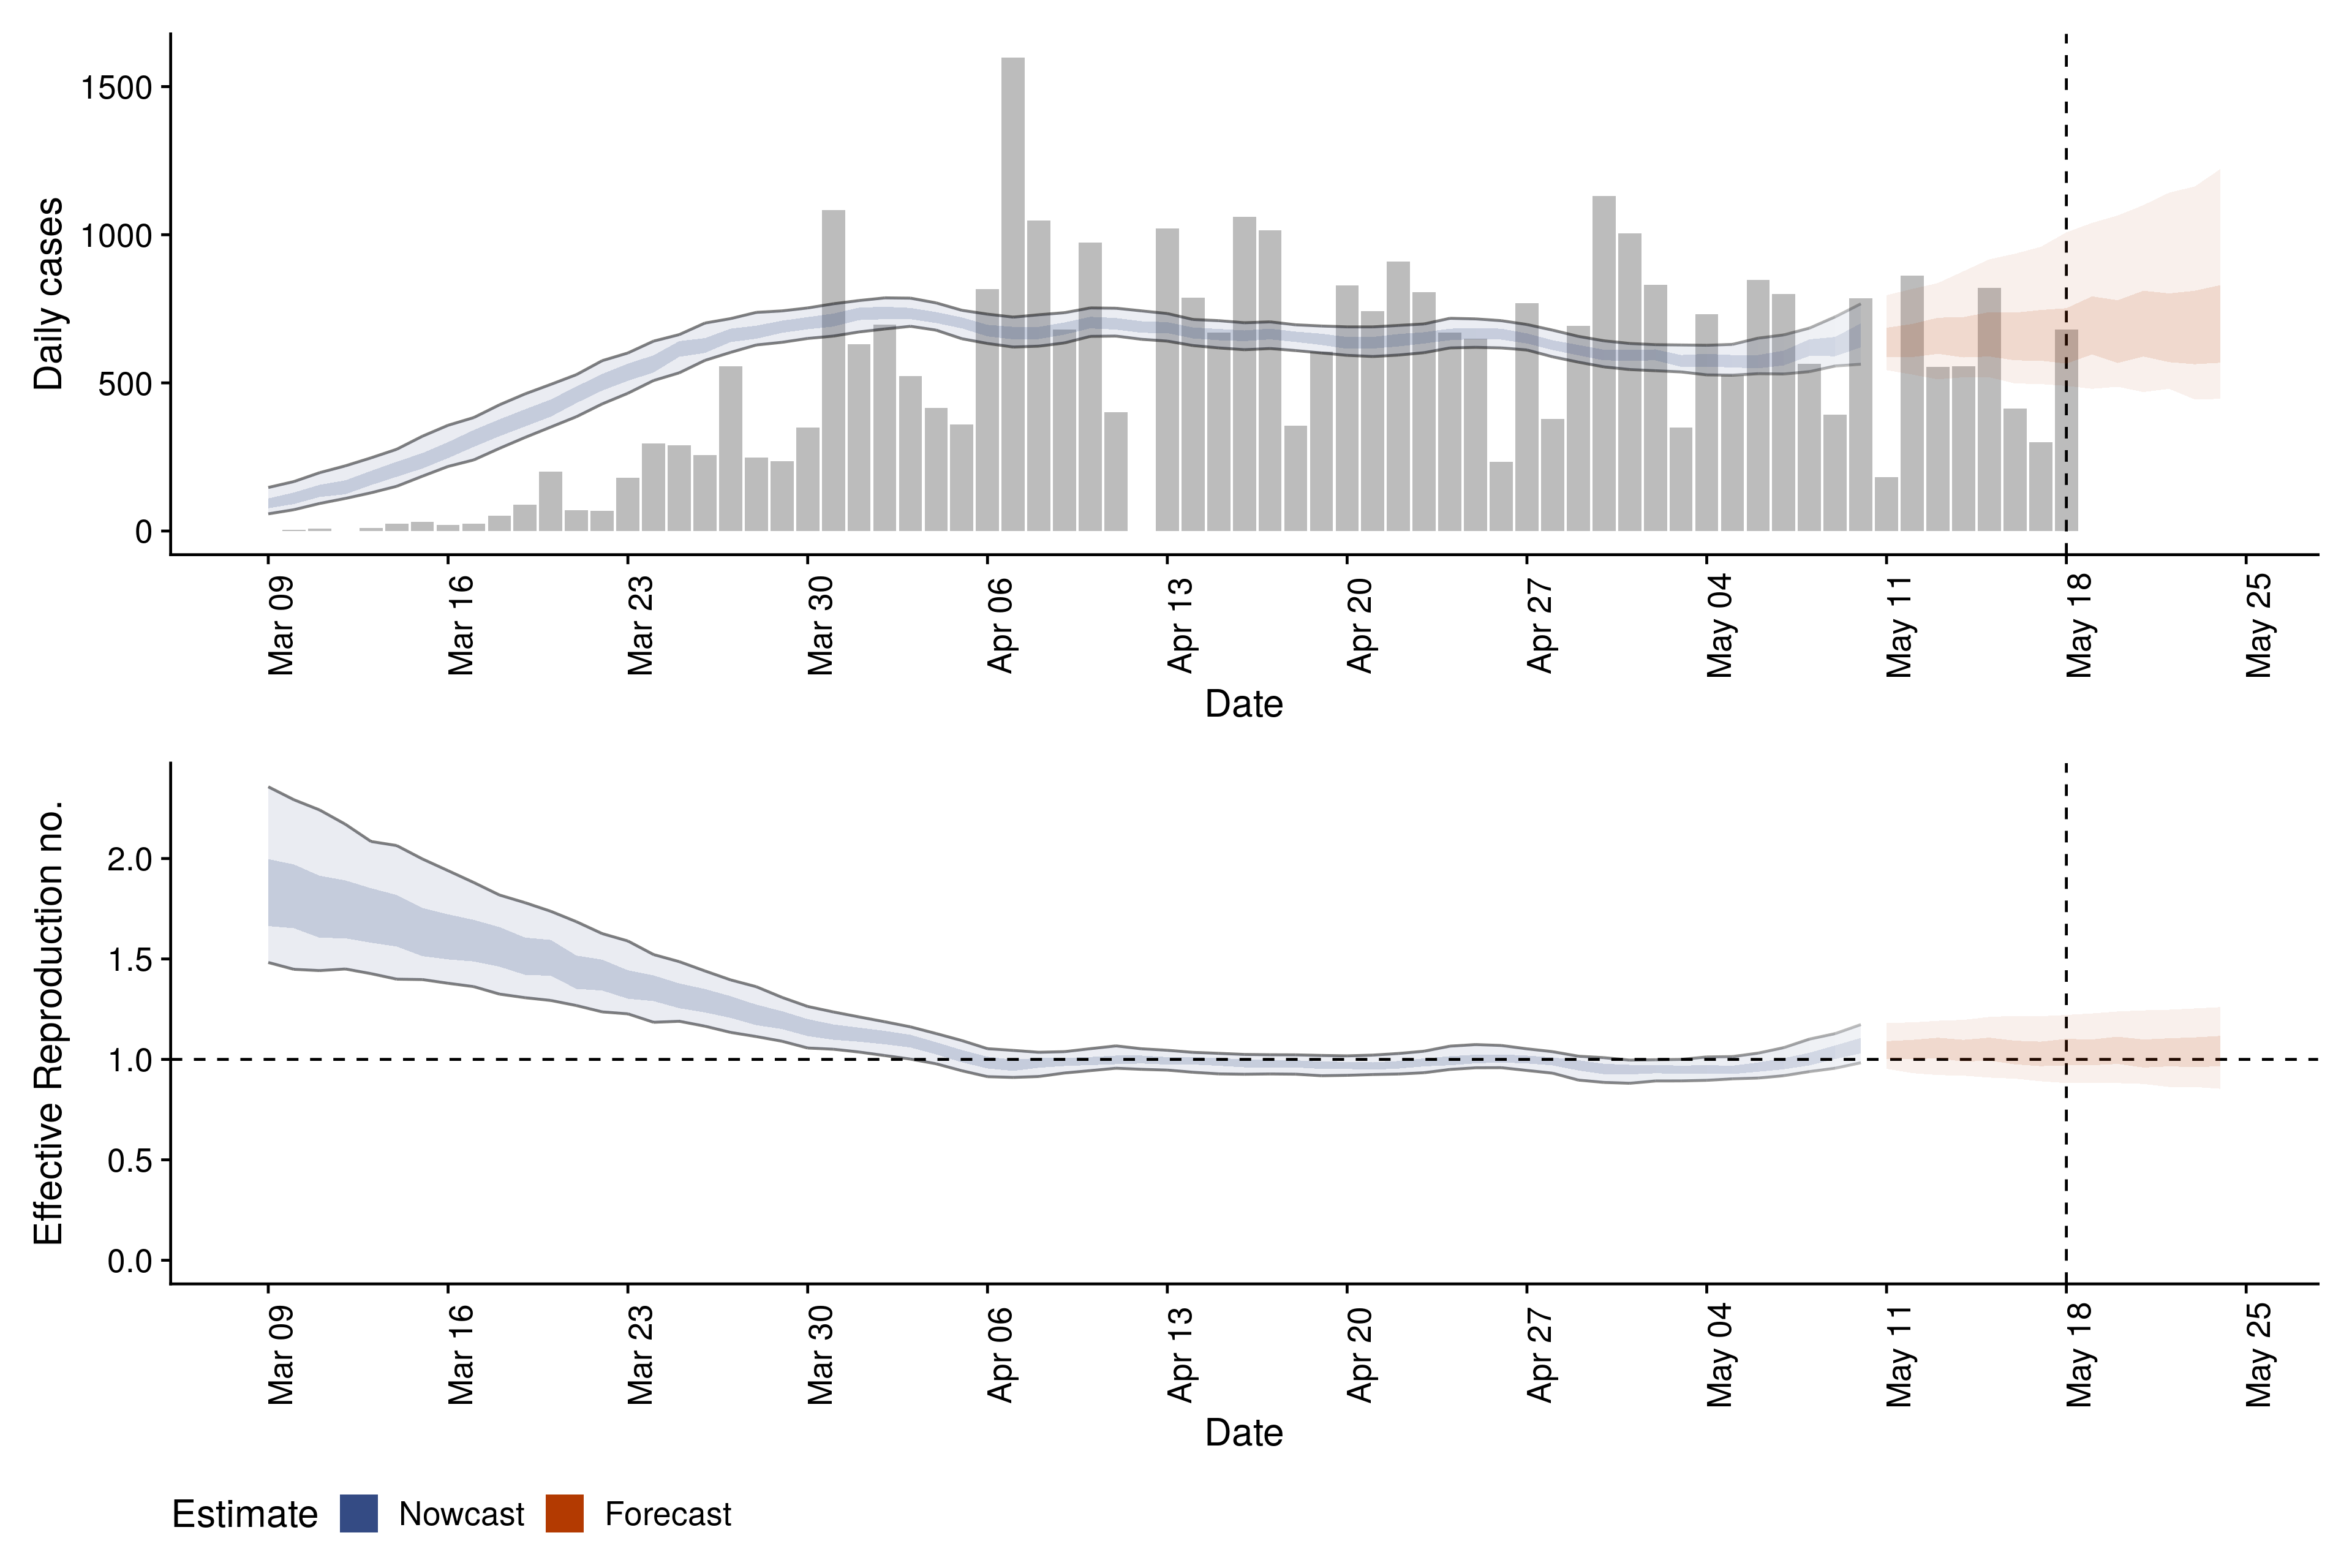 Daily cases
1500
1000
500
0
Mar 09
Mar 16
Mar 23
Mar 30
Apr 06
Apr 13
Apr 20
Apr 27
May 04
May 11
May 18
May 25
Date
Effective Reproduction no.
2.0
1.5
1.0
0.5
0.0
Mar 09
Mar 16
Mar 23
Mar 30
Apr 06
Apr 13
Apr 20
Apr 27
May 04
May 11
May 18
May 25
Date
Estimate Nowcast Forecast